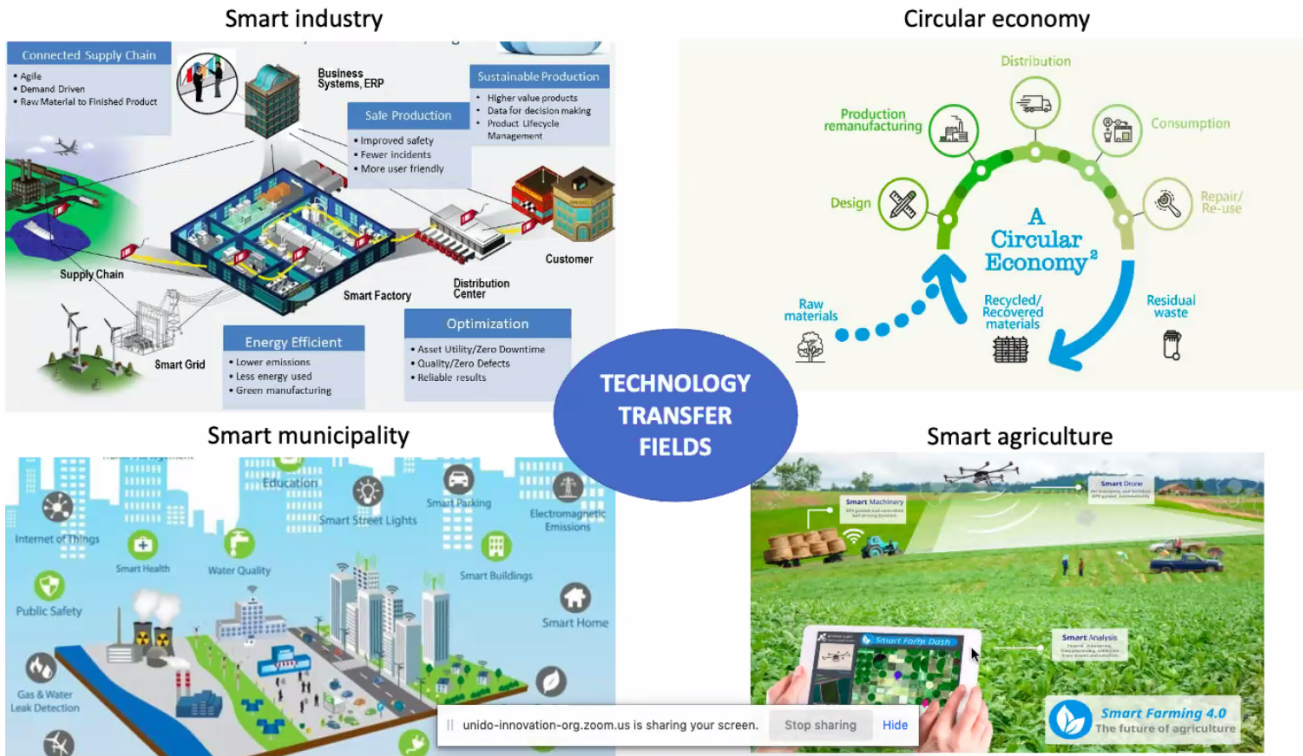 Smart industry
Connected Supply Chain
• Agile
• Demand Driven
• Raw Material to Finished Product
Business
Systems, ERP
Safe Production
• Improved safety
• Fewer incidents
• More user friendly
Sustainable Production
• Higher value products
• Data for decision making
• Product Lifecycle
Management
Supply Chain
Smart Factory
Distribution
Center
Customer
Smart Grid
Energy Efficient
• Lower emissions
• Less energy used
• Green manufacturing
Optimization
• Asset Utility/Zero Downtime
• Quality/Zero Defects
• Reliable results
Circular economy
Distribution
Production
remanufacturing
Consumption
Design
Repair/
Re-use
A
Circular
Economy²
Raw
materials
Recycled/
Recovered
materials
Residual
waste
TECHNOLOGY
TRANSFER
FIELDS
Smart municipality
Education
Smart Street Lights
Smart Parking
Electromagnetic
Emissions
Internet of Things
Smart Health
Water Quality
Smart Buildings
Public Safety
Smart Home
Gas & Water
Leak Detection
Smart agriculture
Smart Machinery
Smart Drone
Smart Farm Dash
Smart Analysis
Smart Farming 4.0
The future of agriculture
unido-innovation-org.zoom.us is sharing your screen.
Stop sharing
Hide